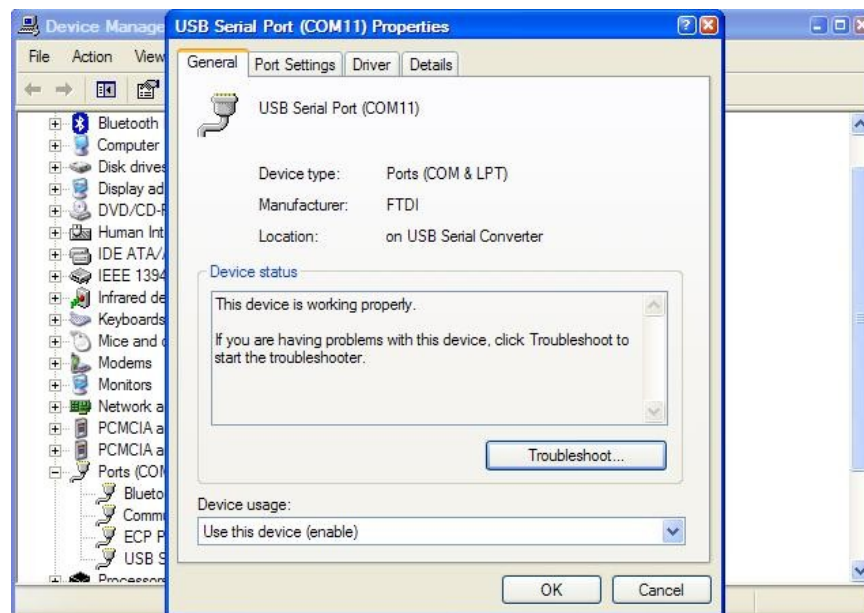 Device Manage
File Action View
Bluetooth
Computer
Disk drives
Display ad
DVD/CD-R
Human Int
IDE ATA/A
IEEE 1394
Infrared de
Keyboards
Mice and o
Modems
Monitors
Network a
PCMCIA a
PCMCIA a
Ports (COM
Blueto
Commu
ECP P
USB S
Processors
USB Serial Port (COM11) Properties
General Port Settings Driver Details
USB Serial Port (COM11)
Device type: Ports (COM & LPT)
Manufacturer: FTDI
Location: on USB Serial Converter
Device status
This device is working properly.
If you are having problems with this device, click Troubleshoot to
start the troubleshooter.
Troubleshoot...
Device usage:
Use this device (enable)
OK Cancel